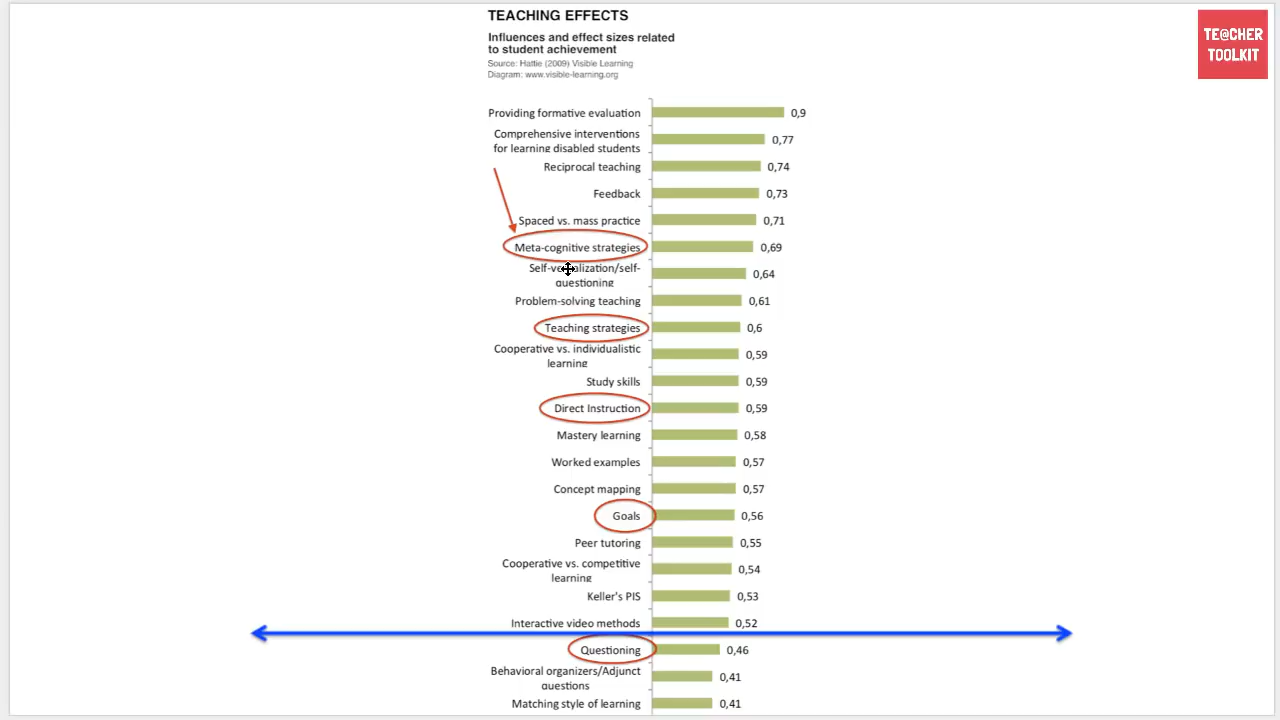 TEACHING EFFECTS
TE@CHER
TOOLKIT
Influences and effect sizes related
to student achievement
Source: Hattie (2009) Visible Learning
Diagram: www.visible-learning.org
Providing formative evaluation 0,9
Comprehensive interventions
for learning disabled students 0,77
Reciprocal teaching 0,74
Feedback 0,73
Spaced vs. mass practice 0,71
Meta-cognitive strategies 0,69
Self-verbalization/self-
questioning 0,64
Problem-solving teaching 0,61
Teaching strategies 0,6
Cooperative vs. individualistic
learning 0,59
Study skills 0,59
Direct Instruction 0,59
Mastery learning 0,58
Worked examples 0,57
Concept mapping 0,57
Goals 0,56
Peer tutoring 0,55
Cooperative vs. competitive
learning 0,54
Keller's PIS 0,53
Interactive video methods 0,52
Questioning 0,46
Behavioral organizers/Adjunct
questions 0,41
Matching style of learning 0,41